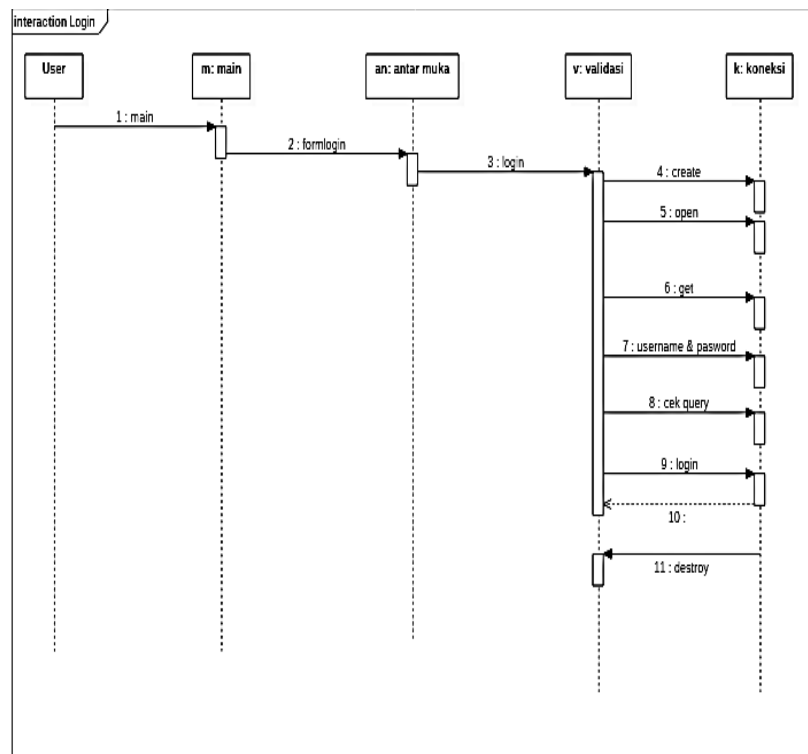 interaction Login
User
m: main
an: antar muka
v: validasi
k: koneksi
1 : main
2 : formlogin
3 : login
4 : create
5 : open
6 : get
7 : username & pasword
8 : cek query
9 : login
10 :
11 : destroy